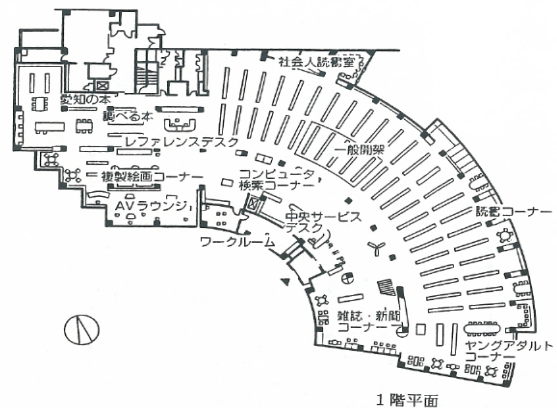 社会人読書室
愛知の本
調べる本
レファレンスデスク
一般開架
複製絵画コーナー
コンピュータ
検索コーナー
AVラウンジ
中央サービス
デスク
読書コーナー
ワークルーム
雑誌・新聞
コーナー
ヤングアダルト
コーナー
1階平面